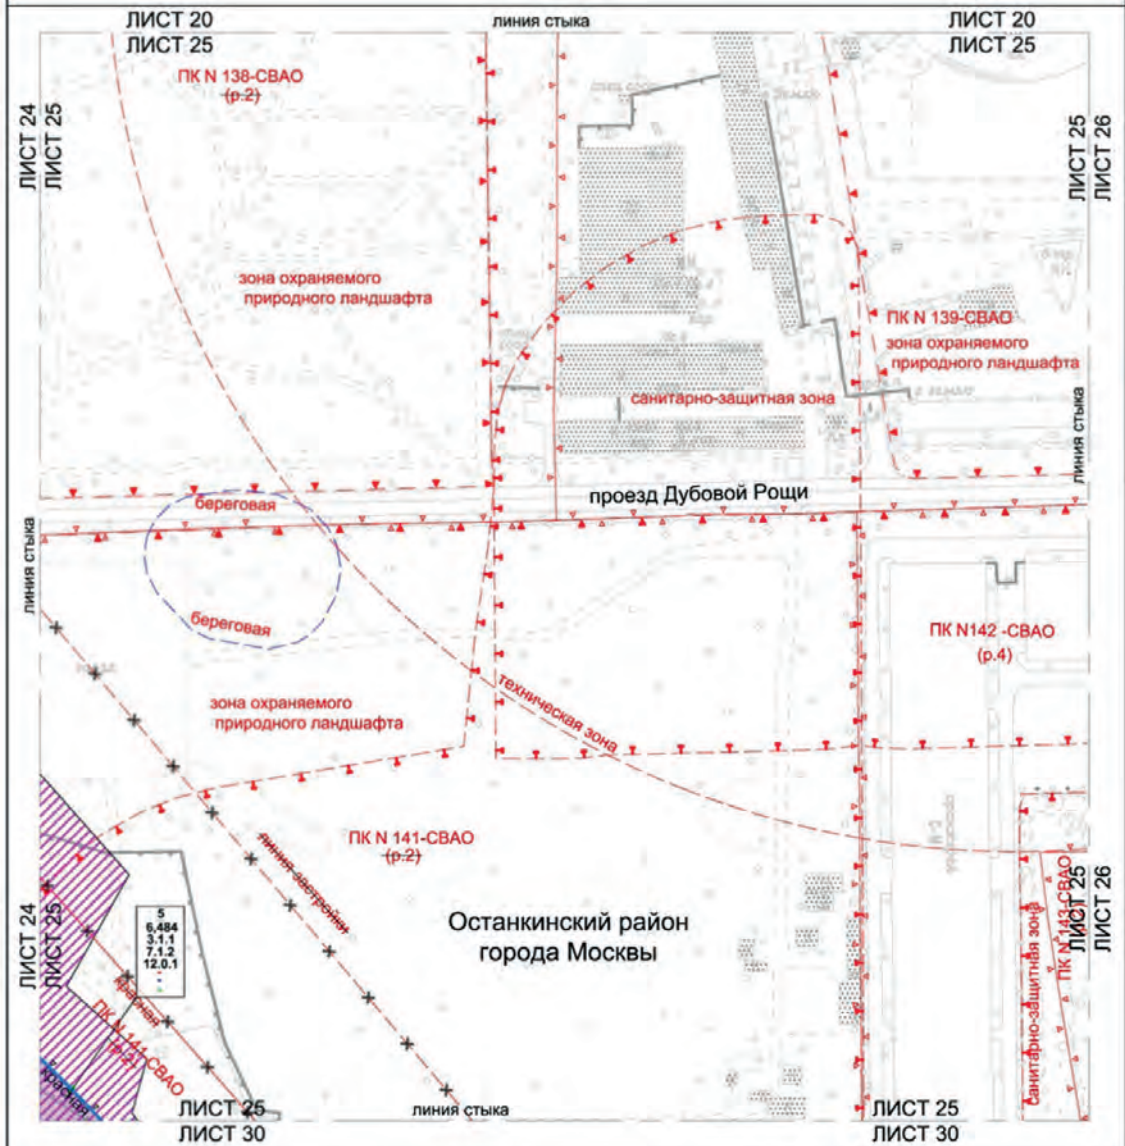 ЛИСТ 20
ЛИСТ 25
линия стыка
ЛИСТ 20
ЛИСТ 25
ЛИСТ 24
ЛИСТ 25
ПК N 138-СВАО
(р.2)
ЛИСТ 25
ЛИСТ 26
зона охраняемого
природного ландшафта
ПК N 139-СВАО
зона охраняемого
природного ландшафта
санитарно-защитная зона
линия стыка
береговая
проезд Дубовой Рощи
линия стыка
береговая
ПК N142 -СВАО
(р.4)
зона охраняемого
природного ландшафта
техническая зона
линия застройки
ПК N 141-СВАО
(р.2)
Останкинский район
города Москвы
ЛИСТ 24
ЛИСТ 25
5
6,484
3.1.1
7.1.2
12.0.1
красная
ПК N 141-СВАО
(р.2)
красная
санитарно-защитная зона
ПК N 143-СВАО
ЛИСТ 25
ЛИСТ 26
ЛИСТ 25
ЛИСТ 30
линия стыка
ЛИСТ 25
ЛИСТ 30